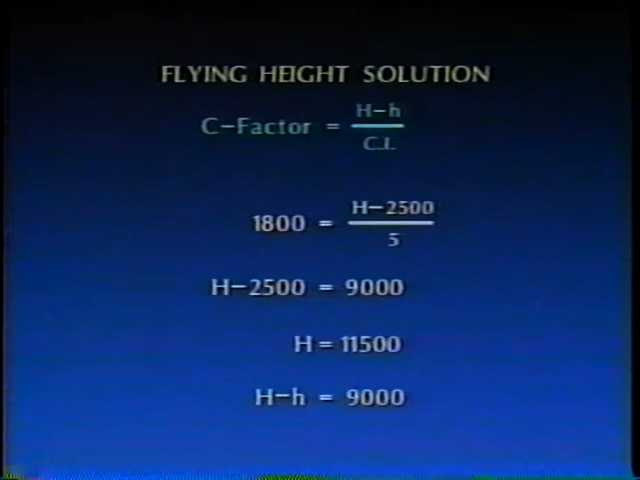 FLYING HEIGHT SOLUTION
C-Factor = H-h / C.I.
1800 = H-2500 / 5
H-2500 = 9000
H = 11500
H-h = 9000